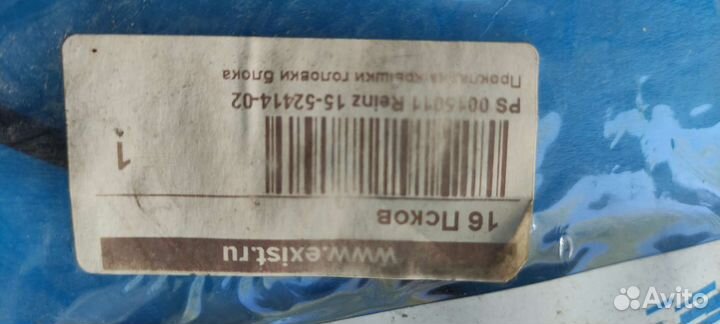 www.exist.ru
16 Псков
1
PS 0015011 Reinz 15-52414-02
Прокладка крышки головки блока
Avito